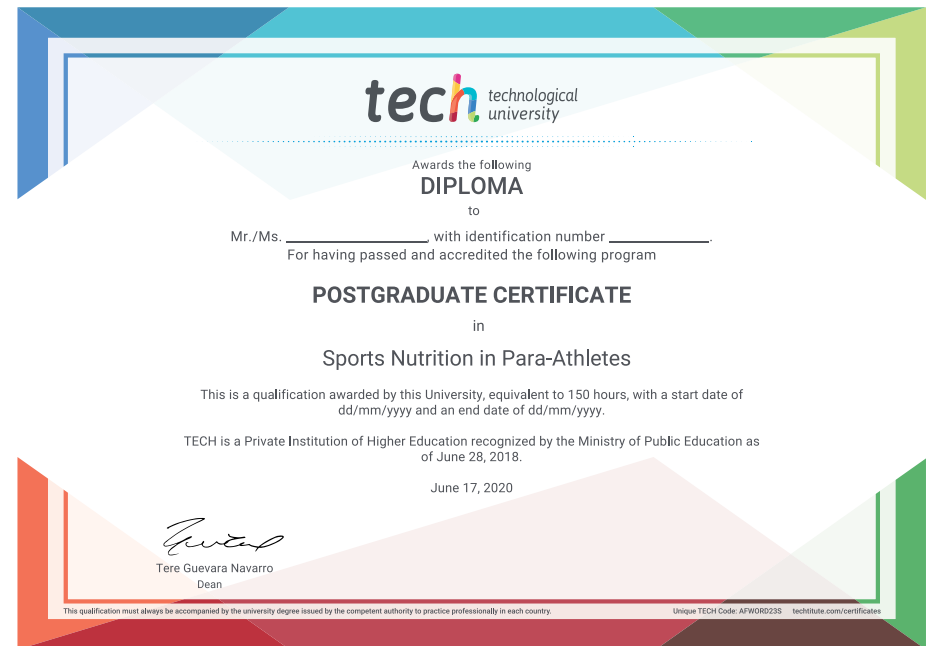 tech technological
university
Awards the following
DIPLOMA
to
Mr./Ms. ____________________, with identification number ______________.
For having passed and accredited the following program
POSTGRADUATE CERTIFICATE
in
Sports Nutrition in Para-Athletes
This is a qualification awarded by this University, equivalent to 150 hours, with a start date of
dd/mm/yyyy and an end date of dd/mm/yyyy.
TECH is a Private Institution of Higher Education recognized by the Ministry of Public Education as
of June 28, 2018.
June 17, 2020
Tere Guevara Navarro
Dean
This qualification must always be accompanied by the university degree issued by the competent authority to practice professionally in each country.
Unique TECH Code: AFWORD23S techtitute.com/certificates